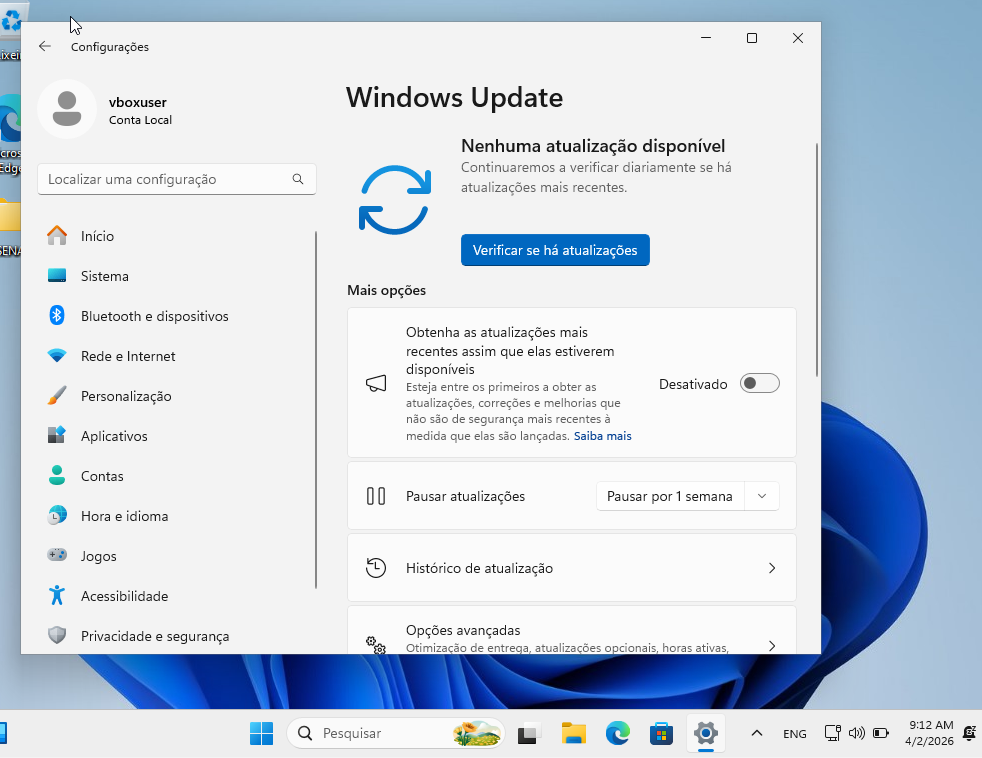 Configurações
vboxuser
Conta Local
Localizar uma configuração
Início
Sistema
Bluetooth e dispositivos
Rede e Internet
Personalização
Aplicativos
Contas
Hora e idioma
Jogos
Acessibilidade
Privacidade e segurança
Windows Update
Nenhuma atualização disponível
Continuaremos a verificar diariamente se há
atualizações mais recentes.
Verificar se há atualizações
Mais opções
Obtenha as atualizações mais
recentes assim que elas estiverem
disponíveis
Esteja entre os primeiros a obter as
atualizações, correções e melhorias que
não são de segurança mais recentes à
medida que elas são lançadas. Saiba mais
Desativado
Pausar atualizações
Pausar por 1 semana
Histórico de atualização
Opções avançadas
Otimização de entrega, atualizações opcionais, horas ativas,
Edge
Pesquisar
ENG
9:12 AM
4/2/2026